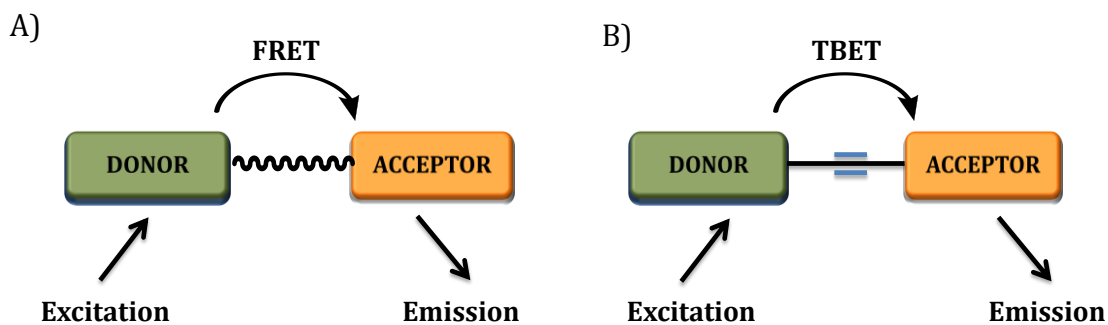 A)
FRET
DONOR
ACCEPTOR
Excitation
Emission
B)
TBET
DONOR
ACCEPTOR
Excitation
Emission